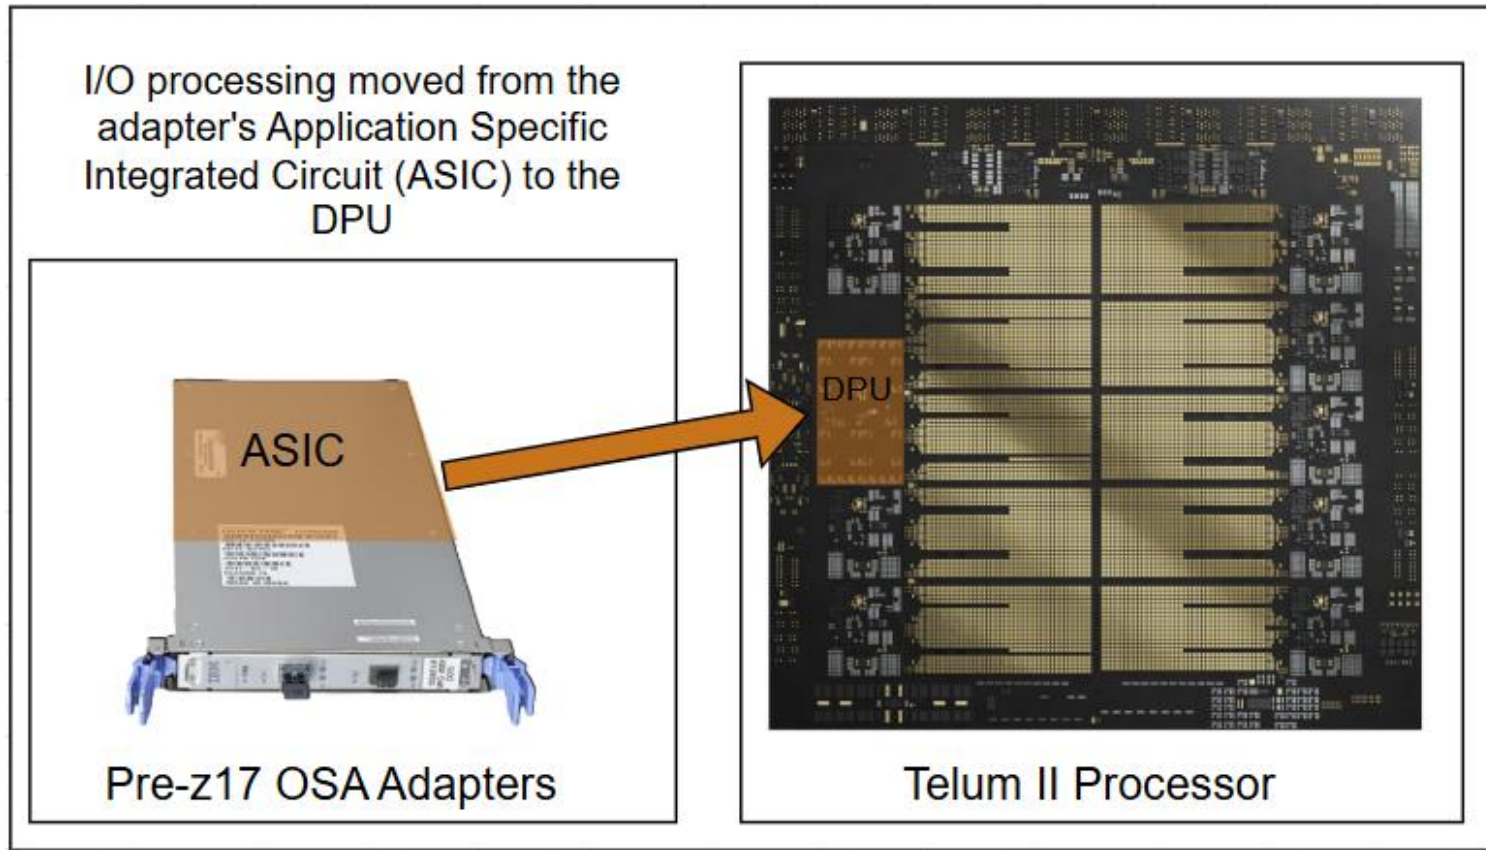 I/O processing moved from the
adapter's Application Specific
Integrated Circuit (ASIC) to the
DPU
ASIC
Pre-z17 OSA Adapters
DPU
Telum II Processor